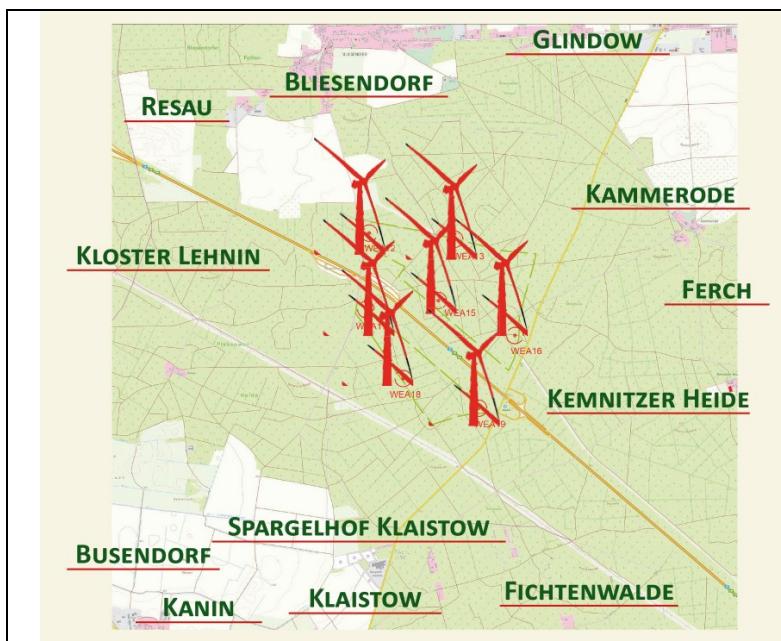 GLINDOW
BLIESENDORF
RESAU
KAMMERODE
KLOSTER LEHNIN
WEA13
FERCH
WEA15
WEA16
KEMNITZER HEIDE
WEA18
WEA19
SPARGELHOF KLAISTOW
BUSENDORF
KANIN
KLAISTOW
FICHTENWALDE